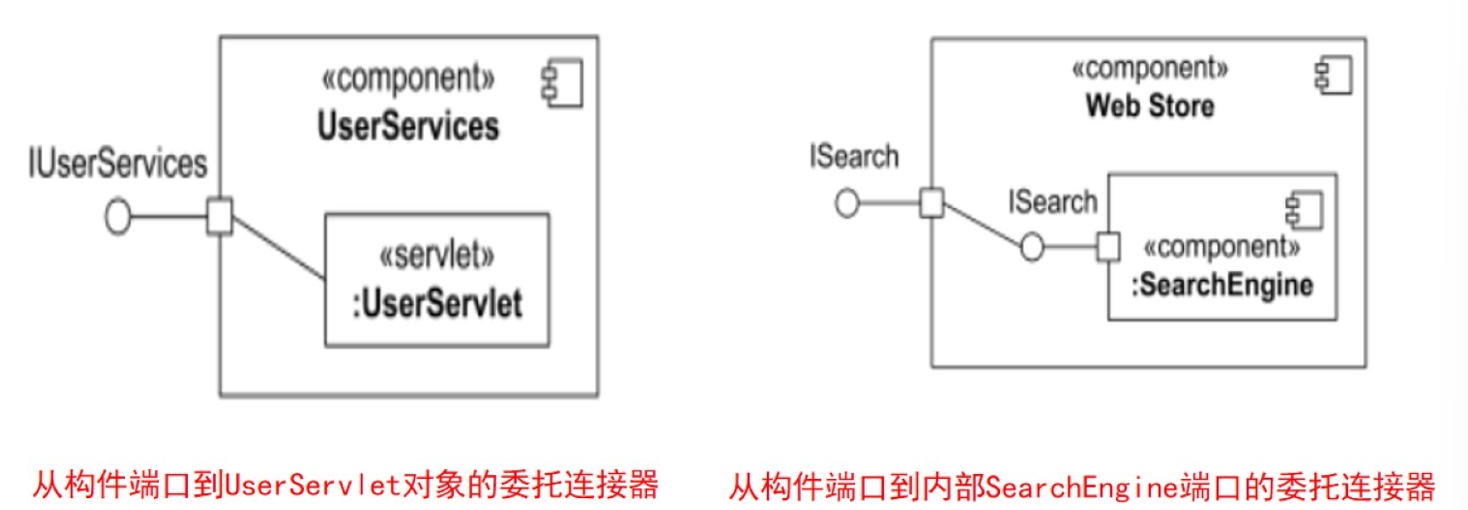 «component»
UserServices
IUserServices
«servlet»
:UserServlet
从构件端口到UserServlet对象的委托连接器
«component»
Web Store
ISearch
ISearch
«component»
:SearchEngine
从构件端口到内部SearchEngine端口的委托连接器